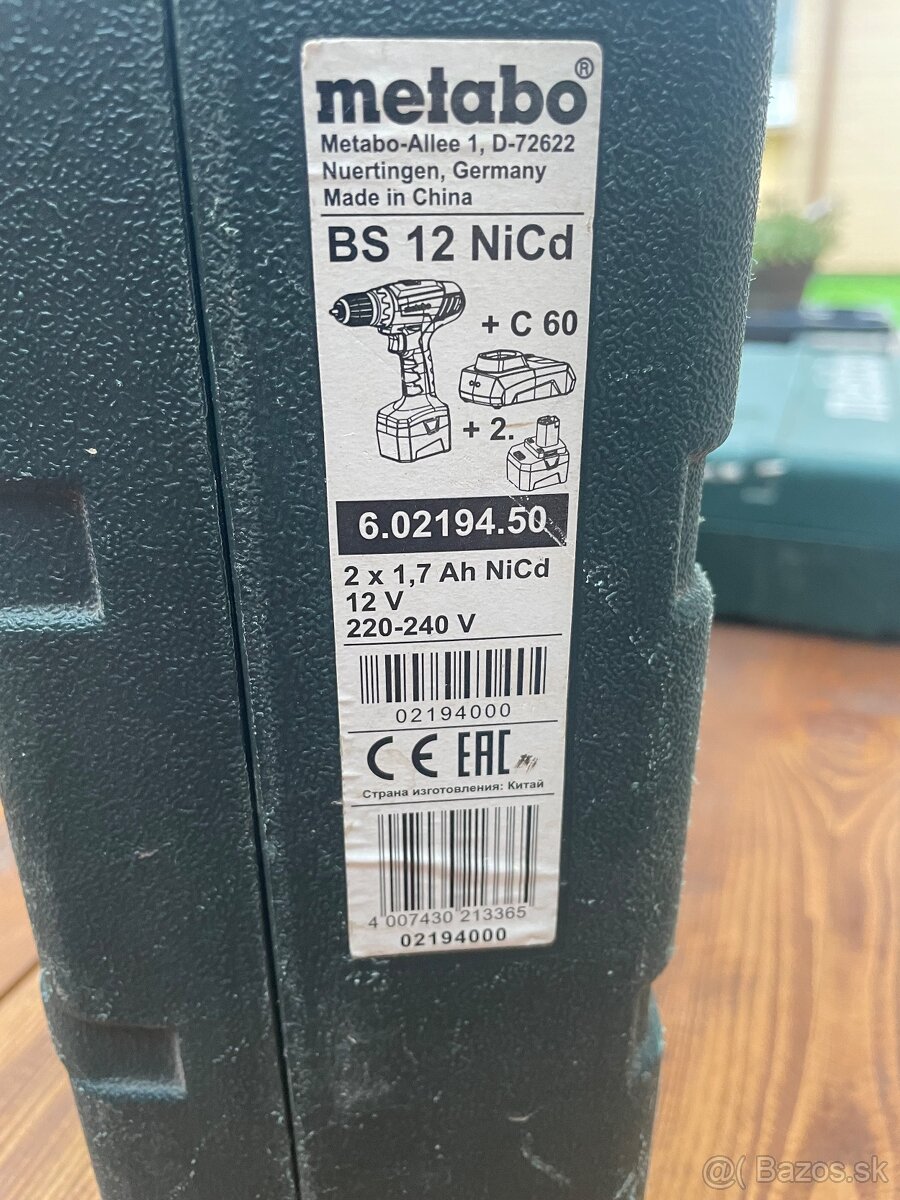 metabo®
Metabo-Allee 1, D-72622
Nuertingen, Germany
Made in China
BS 12 NiCd
+ C 60
+ 2.
6.02194.50
2 x 1,7 Ah NiCd
12 V
220-240 V
02194000
CE EAC
Страна изготовления: Китай
4 007430 213365
02194000
@( Bazos.sk